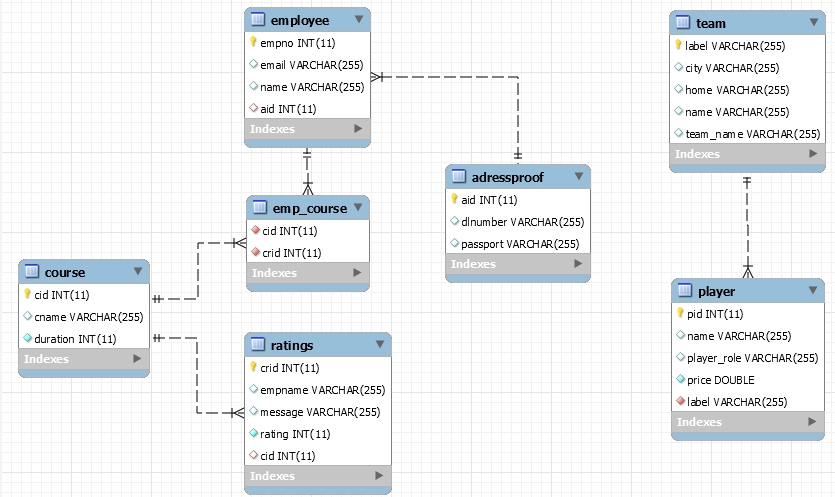 employee
empno INT(11)
email VARCHAR(255)
name VARCHAR(255)
aid INT(11)
Indexes
team
label VARCHAR(255)
city VARCHAR(255)
home VARCHAR(255)
name VARCHAR(255)
team_name VARCHAR(255)
Indexes
adressproof
aid INT(11)
dlnumber VARCHAR(255)
passport VARCHAR(255)
Indexes
emp_course
cid INT(11)
crid INT(11)
Indexes
course
cid INT(11)
cname VARCHAR(255)
duration INT(11)
Indexes
player
pid INT(11)
name VARCHAR(255)
player_role VARCHAR(255)
price DOUBLE
label VARCHAR(255)
Indexes
ratings
crid INT(11)
empname VARCHAR(255)
message VARCHAR(255)
rating INT(11)
cid INT(11)
Indexes